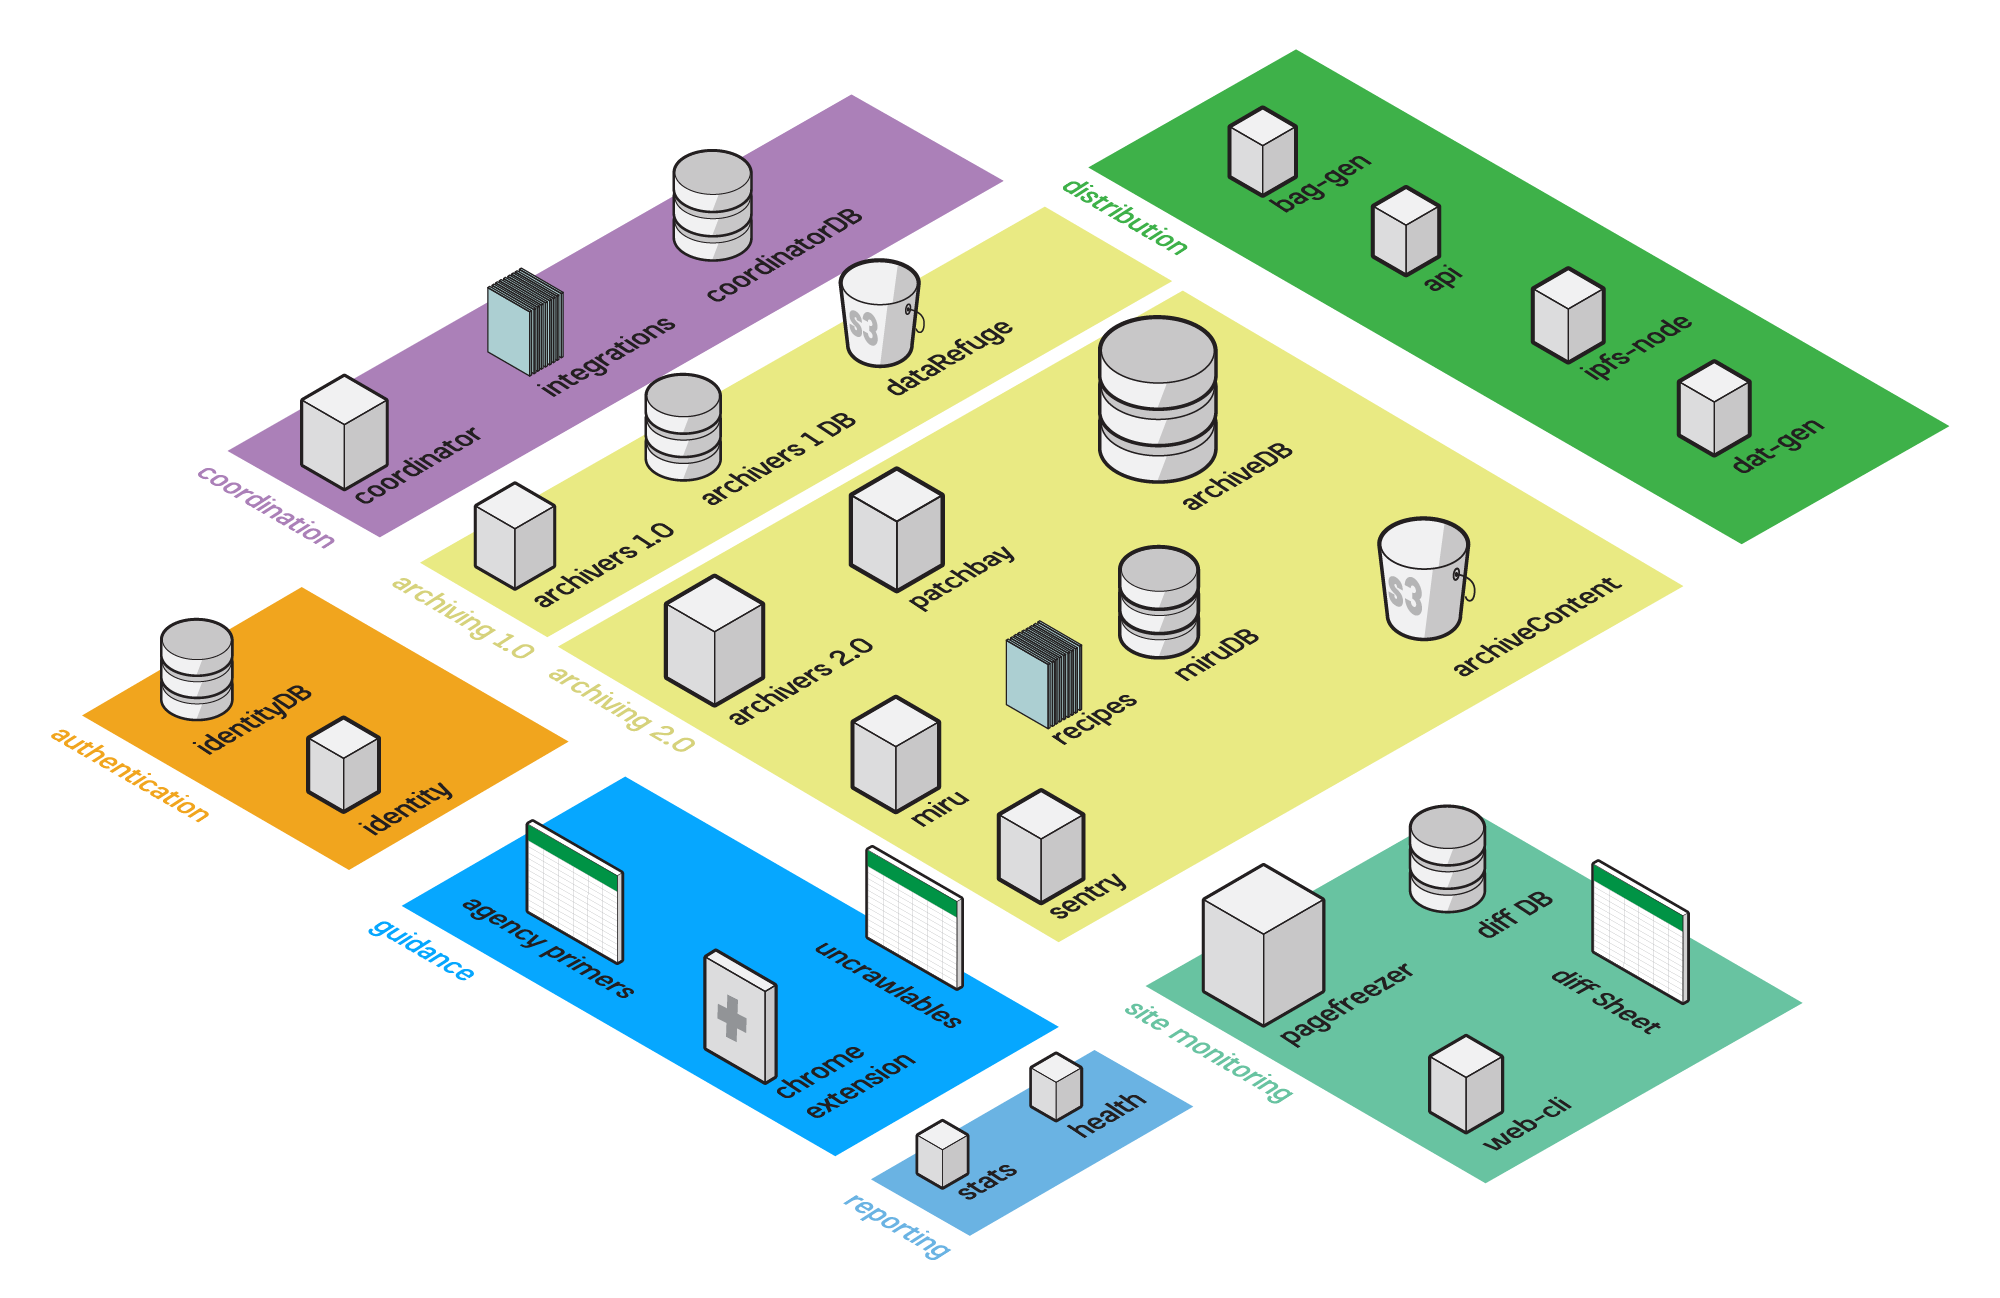 bag-gen
api
ipfs-node
dat-gen
distribution
coordinatorDB
integrations
coordinator
coordination
S3
dataRefuge
archivers 1 DB
archivers 1.0
archiving 1.0
archiveDB
patchbay
archivers 2.0
S3
archiveContent
miruDB
recipes
miru
sentry
archiving 2.0
identityDB
identity
authentication
agency primers
uncrawlables
chrome
extension
guidance
diff DB
diff Sheet
pagefreezer
web-cli
site monitoring
health
stats
reporting